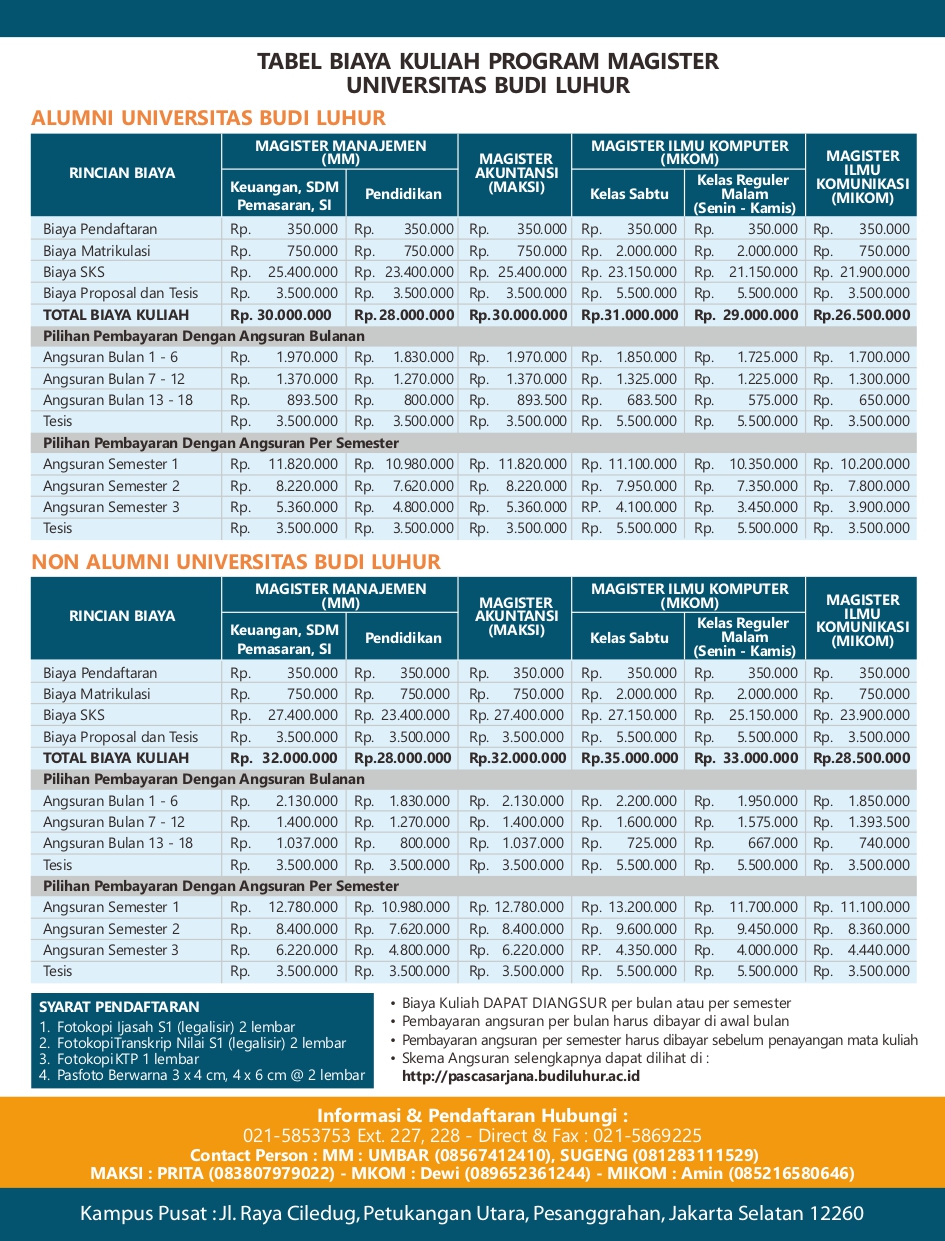 TABEL BIAYA KULIAH PROGRAM MAGISTER
UNIVERSITAS BUDI LUHUR
ALUMNI UNIVERSITAS BUDI LUHUR
RINCIAN BIAYA
MAGISTER MANAJEMEN
(MM)
Keuangan, SDM
Pemasaran, SI
Pendidikan
MAGISTER
AKUNTANSI
(MAKSI)
MAGISTER ILMU KOMPUTER
(MKOM)
Kelas Sabtu
Kelas Reguler
Malam
(Senin - Kamis)
MAGISTER
ILMU
KOMUNIKASI
(MIKOM)
Biaya Pendaftaran Rp. 350.000 Rp. 350.000 Rp. 350.000 Rp. 350.000 Rp. 350.000 Rp. 350.000
Biaya Matrikulasi Rp. 750.000 Rp. 750.000 Rp. 750.000 Rp. 2.000.000 Rp. 2.000.000 Rp. 750.000
Biaya SKS Rp. 25.400.000 Rp. 23.400.000 Rp. 25.400.000 Rp. 23.150.000 Rp. 21.150.000 Rp. 21.900.000
Biaya Proposal dan Tesis Rp. 3.500.000 Rp. 3.500.000 Rp. 3.500.000 Rp. 5.500.000 Rp. 5.500.000 Rp. 3.500.000
TOTAL BIAYA KULIAH Rp. 30.000.000 Rp.28.000.000 Rp.30.000.000 Rp.31.000.000 Rp. 29.000.000 Rp.26.500.000
Pilihan Pembayaran Dengan Angsuran Bulanan
Angsuran Bulan 1 - 6 Rp. 1.970.000 Rp. 1.830.000 Rp. 1.970.000 Rp. 1.850.000 Rp. 1.725.000 Rp. 1.700.000
Angsuran Bulan 7 - 12 Rp. 1.370.000 Rp. 1.270.000 Rp. 1.370.000 Rp. 1.325.000 Rp. 1.225.000 Rp. 1.300.000
Angsuran Bulan 13 - 18 Rp. 893.500 Rp. 800.000 Rp. 893.500 Rp. 683.500 Rp. 575.000 Rp. 650.000
Tesis Rp. 3.500.000 Rp. 3.500.000 Rp. 3.500.000 Rp. 5.500.000 Rp. 5.500.000 Rp. 3.500.000
Pilihan Pembayaran Dengan Angsuran Per Semester
Angsuran Semester 1 Rp. 11.820.000 Rp. 10.980.000 Rp. 11.820.000 Rp. 11.100.000 Rp. 10.350.000 Rp. 10.200.000
Angsuran Semester 2 Rp. 8.220.000 Rp. 7.620.000 Rp. 8.220.000 Rp. 7.950.000 Rp. 7.350.000 Rp. 7.800.000
Angsuran Semester 3 Rp. 5.360.000 Rp. 4.800.000 Rp. 5.360.000 RP. 4.100.000 Rp. 3.450.000 Rp. 3.900.000
Tesis Rp. 3.500.000 Rp. 3.500.000 Rp. 3.500.000 Rp. 5.500.000 Rp. 5.500.000 Rp. 3.500.000
NON ALUMNI UNIVERSITAS BUDI LUHUR
RINCIAN BIAYA
MAGISTER MANAJEMEN
(MM)
Keuangan, SDM
Pemasaran, SI
Pendidikan
MAGISTER
AKUNTANSI
(MAKSI)
MAGISTER ILMU KOMPUTER
(MKOM)
Kelas Sabtu
Kelas Reguler
Malam
(Senin - Kamis)
MAGISTER
ILMU
KOMUNIKASI
(MIKOM)
Biaya Pendaftaran Rp. 350.000 Rp. 350.000 Rp. 350.000 Rp. 350.000 Rp. 350.000 Rp. 350.000
Biaya Matrikulasi Rp. 750.000 Rp. 750.000 Rp. 750.000 Rp. 2.000.000 Rp. 2.000.000 Rp. 750.000
Biaya SKS Rp. 27.400.000 Rp. 23.400.000 Rp. 27.400.000 Rp. 27.150.000 Rp. 25.150.000 Rp. 23.900.000
Biaya Proposal dan Tesis Rp. 3.500.000 Rp. 3.500.000 Rp. 3.500.000 Rp. 5.500.000 Rp. 5.500.000 Rp. 3.500.000
TOTAL BIAYA KULIAH Rp. 32.000.000 Rp.28.000.000 Rp.32.000.000 Rp.35.000.000 Rp. 33.000.000 Rp.28.500.000
Pilihan Pembayaran Dengan Angsuran Bulanan
Angsuran Bulan 1 - 6 Rp. 2.130.000 Rp. 1.830.000 Rp. 2.130.000 Rp. 2.200.000 Rp. 1.950.000 Rp. 1.850.000
Angsuran Bulan 7 - 12 Rp. 1.400.000 Rp. 1.270.000 Rp. 1.400.000 Rp. 1.600.000 Rp. 1.575.000 Rp. 1.393.500
Angsuran Bulan 13 - 18 Rp. 1.037.000 Rp. 800.000 Rp. 1.037.000 Rp. 725.000 Rp. 667.000 Rp. 740.000
Tesis Rp. 3.500.000 Rp. 3.500.000 Rp. 3.500.000 Rp. 5.500.000 Rp. 5.500.000 Rp. 3.500.000
Pilihan Pembayaran Dengan Angsuran Per Semester
Angsuran Semester 1 Rp. 12.780.000 Rp. 10.980.000 Rp. 12.780.000 Rp. 13.200.000 Rp. 11.700.000 Rp. 11.100.000
Angsuran Semester 2 Rp. 8.400.000 Rp. 7.620.000 Rp. 8.400.000 Rp. 9.600.000 Rp. 9.450.000 Rp. 8.360.000
Angsuran Semester 3 Rp. 6.220.000 Rp. 4.800.000 Rp. 6.220.000 RP. 4.350.000 Rp. 4.000.000 Rp. 4.440.000
Tesis Rp. 3.500.000 Rp. 3.500.000 Rp. 3.500.000 Rp. 5.500.000 Rp. 5.500.000 Rp. 3.500.000
SYARAT PENDAFTARAN
1. Fotokopi Ijasah S1 (legalisir) 2 lembar
2. FotokopiTranskrip Nilai S1 (legalisir) 2 lembar
3. FotokopiKTP 1 lembar
4. Pasfoto Berwarna 3 x 4 cm, 4 x 6 cm @ 2 lembar
• Biaya Kuliah DAPAT DIANGSUR per bulan atau per semester
• Pembayaran angsuran per bulan harus dibayar di awal bulan
• Pembayaran angsuran per semester harus dibayar sebelum penayangan mata kuliah
• Skema Angsuran selengkapnya dapat dilihat di :
http://pascasarjana.budiluhur.ac.id
Informasi & Pendaftaran Hubungi :
021-5853753 Ext. 227, 228 - Direct & Fax : 021-5869225
Contact Person : MM : UMBAR (08567412410), SUGENG (081283111529)
MAKSI : PRITA (083807979022) - MKOM : Dewi (089652361244) - MIKOM : Amin (085216580646)
Kampus Pusat : Jl. Raya Ciledug, Petukangan Utara, Pesanggrahan, Jakarta Selatan 12260